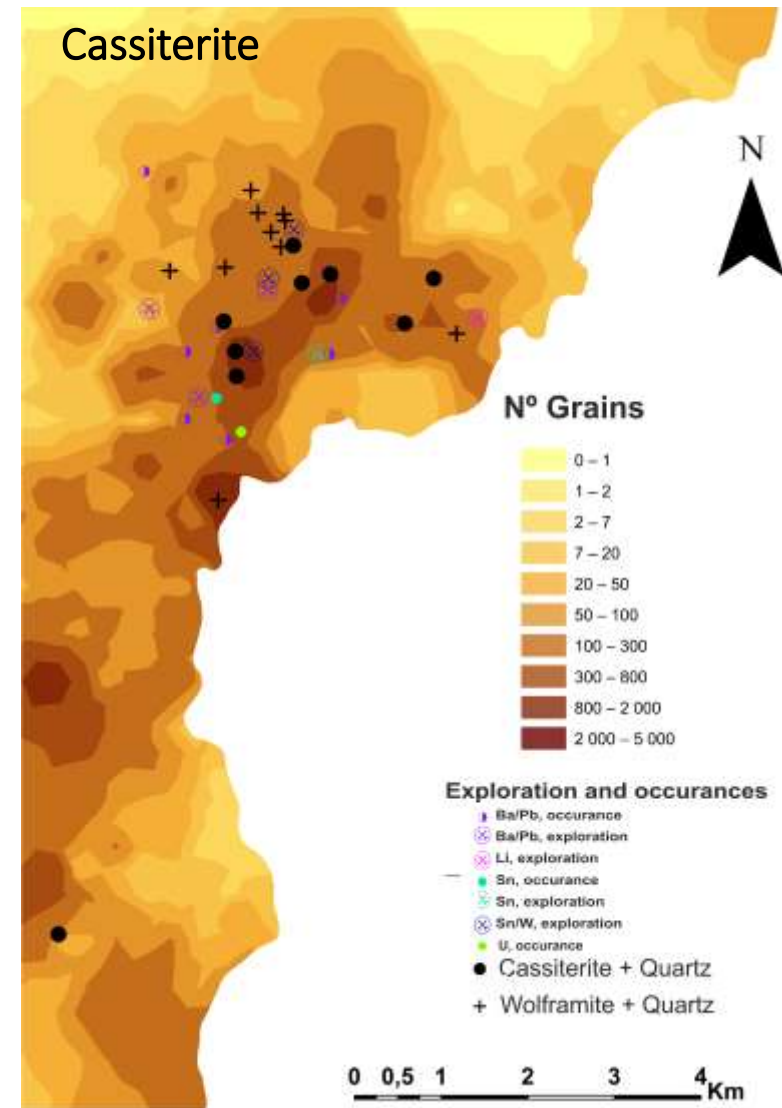 Cassiterite
N
Nº Grains
0 – 1
1 – 2
2 – 7
7 – 20
20 – 50
50 – 100
100 – 300
300 – 800
800 – 2 000
2 000 – 5 000
Exploration and occurances
Ba/Pb, occurance
Ba/Pb, exploration
Li, exploration
Sn, occurance
Sn, exploration
Sn/W, exploration
U, occurance
Cassiterite + Quartz
Wolframite + Quartz
0 0,5 1 2 3 4 Km